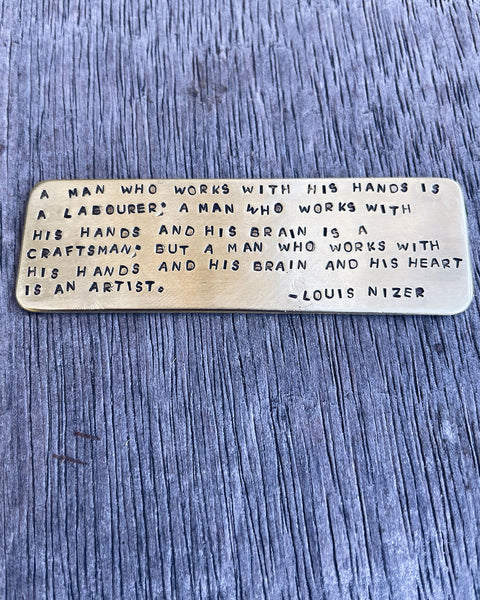 A MAN WHO WORKS WITH HIS HANDS IS
A LABOURER; A MAN WHO WORKS WITH
HIS HANDS AND HIS BRAIN IS A
CRAFTSMAN; BUT A MAN WHO WORKS WITH
HIS HANDS AND HIS BRAIN AND HIS HEART
IS AN ARTIST. -LOUIS NIZER